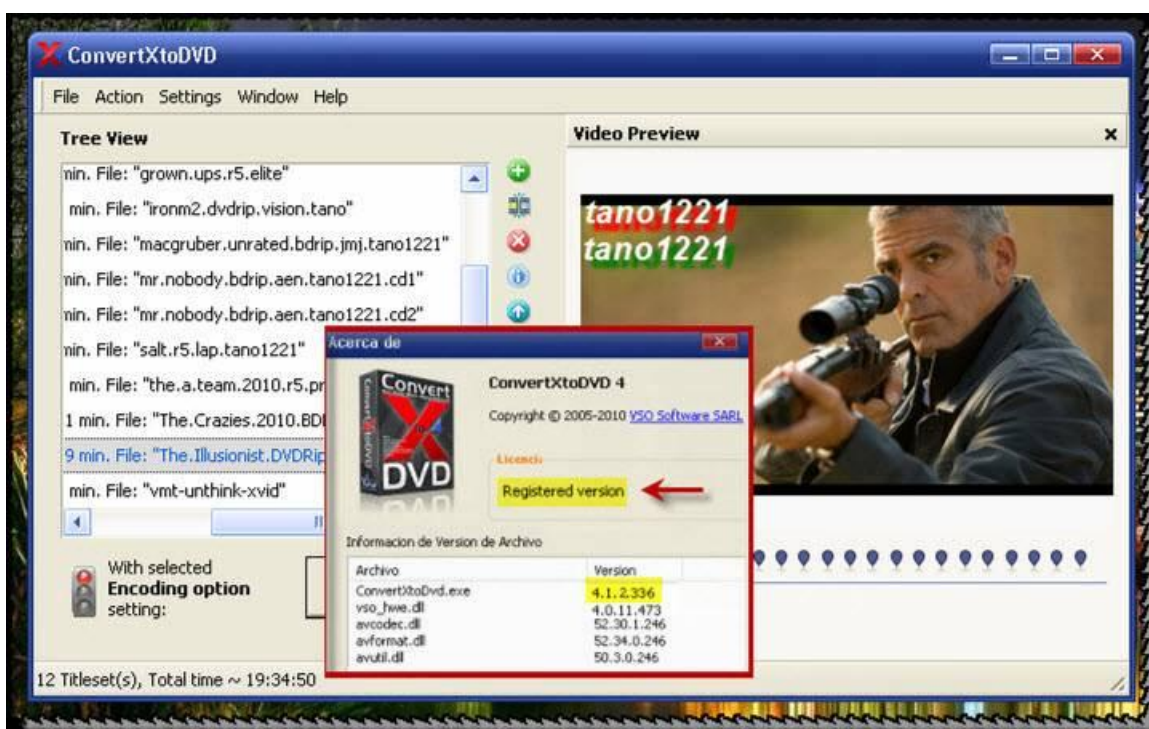 ConvertXtoDVD
File Action Settings Window Help
Tree View
min. File: "grown.ups.r5.elite"
min. File: "ironm2.dvdrip.vision.tano"
min. File: "macgruber.unrated.bdrip.jmj.tano1221"
min. File: "mr.nobody.bdrip.aen.tano1221.cd1"
min. File: "mr.nobody.bdrip.aen.tano1221.cd2"
min. File: "salt.r5.lap.tano1221"
min. File: "the.a.team.2010.r5.pr
1 min. File: "The.Crazies.2010.BD
9 min. File: "The.Illusionist.DVDRip
min. File: "vmt-unthink-xvid"
With selected
Encoding option
setting:
12 Titleset(s), Total time ~ 19:34:50
Video Preview
tano1221
tano1221
Acerca de
Convert
X
to
4
DVD
ConvertXtoDVD
ConvertXtoDVD 4
Copyright © 2005-2010 VSO Software SARL
Licencia
Registered version
Informacion de Version de Archivo
Archivo Version
ConvertXtoDvd.exe 4.1.2.336
vso_hwe.dll 4.0.11.473
avcodec.dll 52.30.1.246
avformat.dll 52.34.0.246
avutil.dll 50.3.0.246